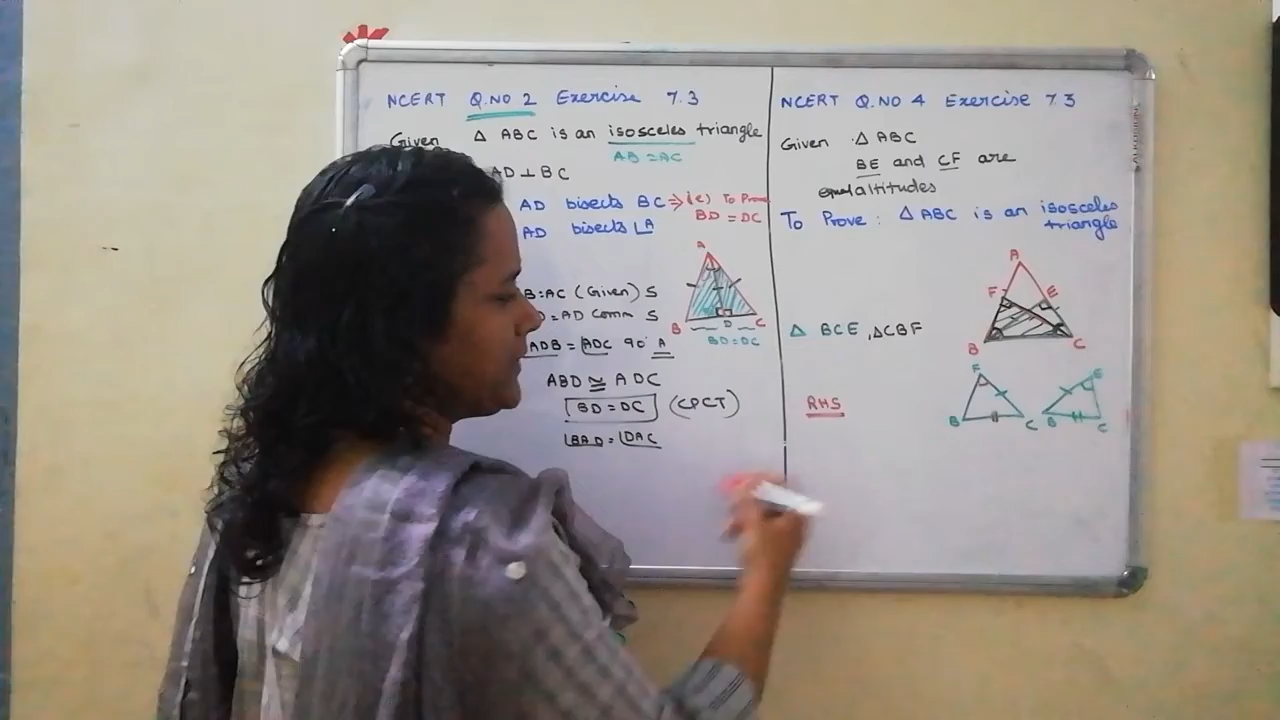 NCERT Q.NO 2 Exercise 7.3
Given Δ ABC is an isosceles triangle
AB = AC
AD ⊥ BC
AD bisects BC ⇒ i(e) To Prove
BD = DC
AD bisects ∠A
B=AC (Given) S
D=AD Comm S
ADB = ADC 90° A
ABD ≅ ADC
BD = DC (CPCT)
∠BAD = ∠DAC
A
B D C
BD=DC
NCERT Q.NO 4 Exercise 7.3
Given : Δ ABC
BE and CF are
equal altitudes
To Prove : Δ ABC is an isosceles
triangle
A
F E
B C
Δ BCE, Δ CBF
RHS
F E
B C B C